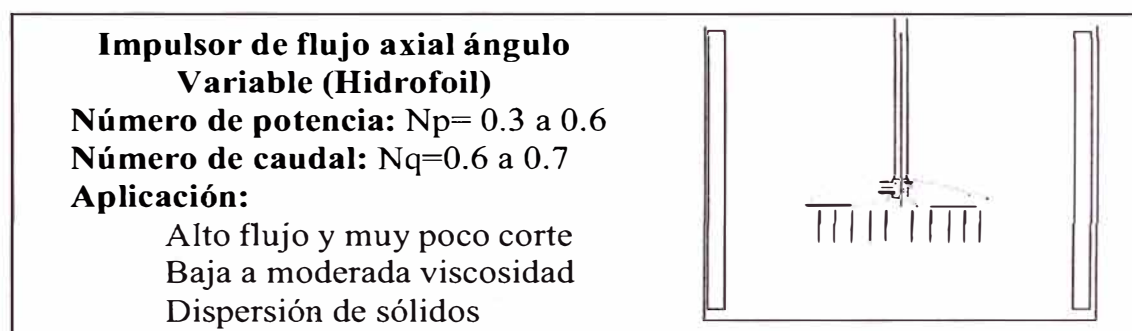 Impulsor de flujo axial ángulo
Variable (Hidrofoil)
Número de potencia: Np= 0.3 a 0.6
Número de caudal: Nq=0.6 a 0.7
Aplicación:
Alto flujo y muy poco corte
Baja a moderada viscosidad
Dispersión de sólidos